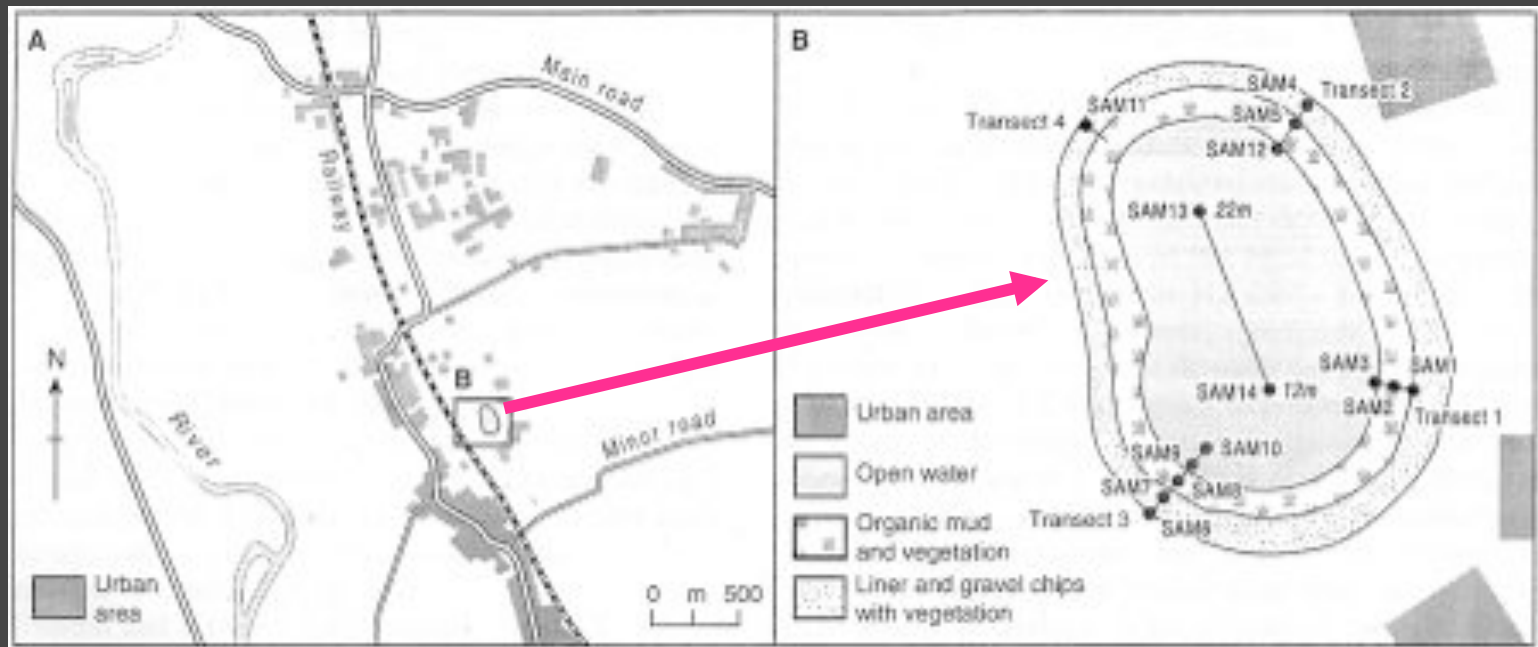 A
Main road
Railway
N
B
River
Minor road
Urban
area
0 m 500
B
SAM4
Transect 2
SAM11
SAM5
Transect 4
SAM12
SAM13
22m
SAM3
SAM1
SAM14
12m
SAM2
Transect 1
SAM9
SAM10
SAM7
SAM8
Transect 3
SAM6
Urban area
Open water
Organic mud
and vegetation
Liner and gravel chips
with vegetation